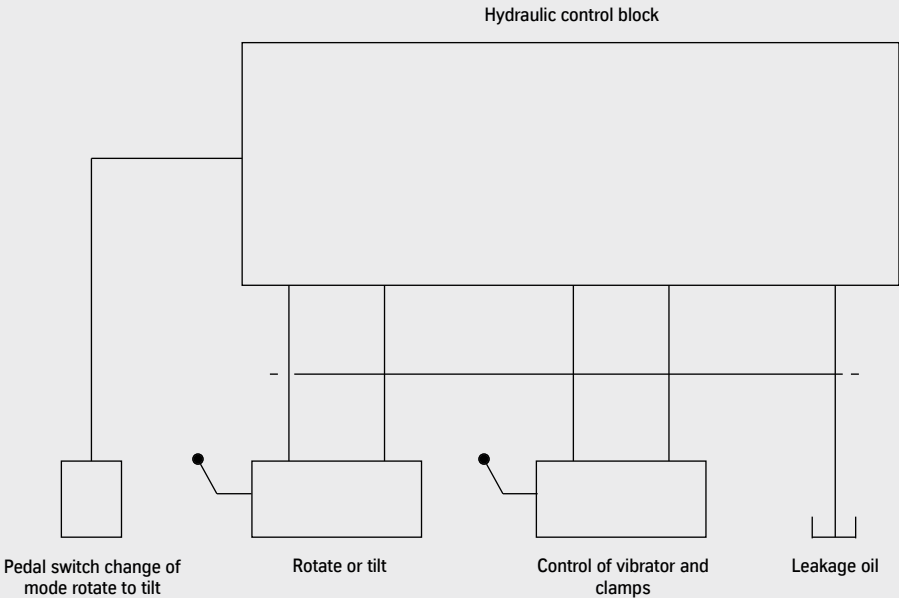 Hydraulic control block
Pedal switch change of
mode rotate to tilt
Rotate or tilt
Control of vibrator and
clamps
Leakage oil